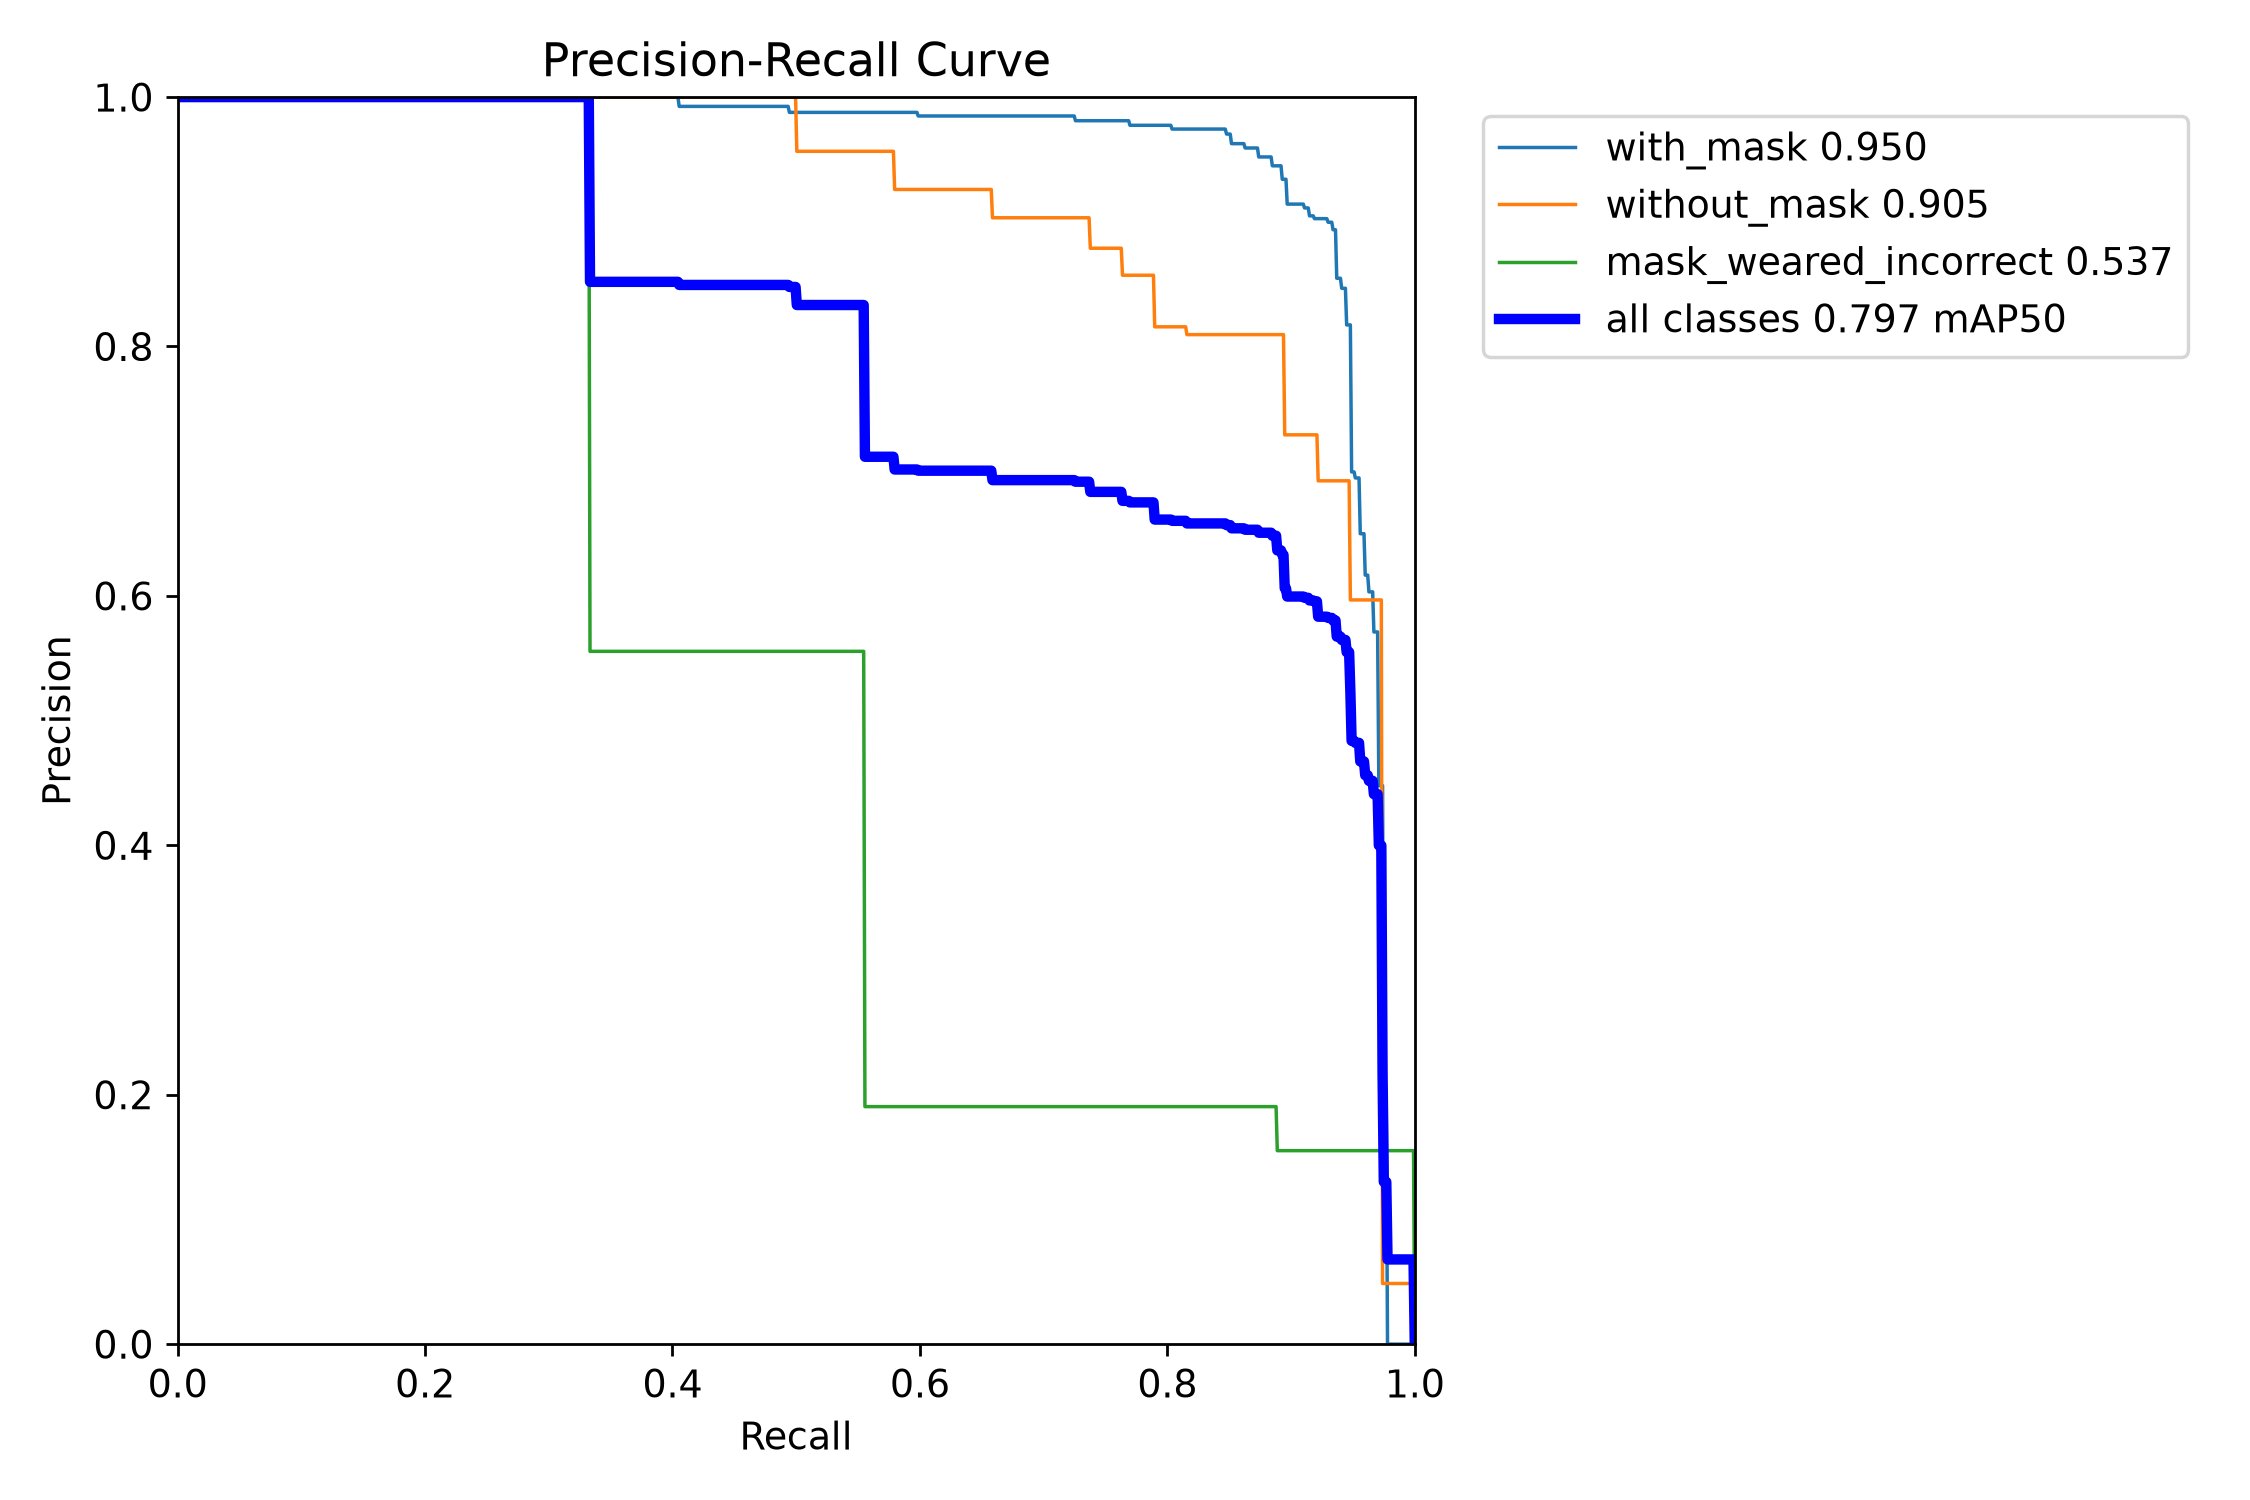 Precision-Recall Curve
1.0
0.8
0.6
0.4
0.2
0.0
Precision
0.0 0.2 0.4 0.6 0.8 1.0
Recall
with_mask 0.950
without_mask 0.905
mask_weared_incorrect 0.537
all classes 0.797 mAP50